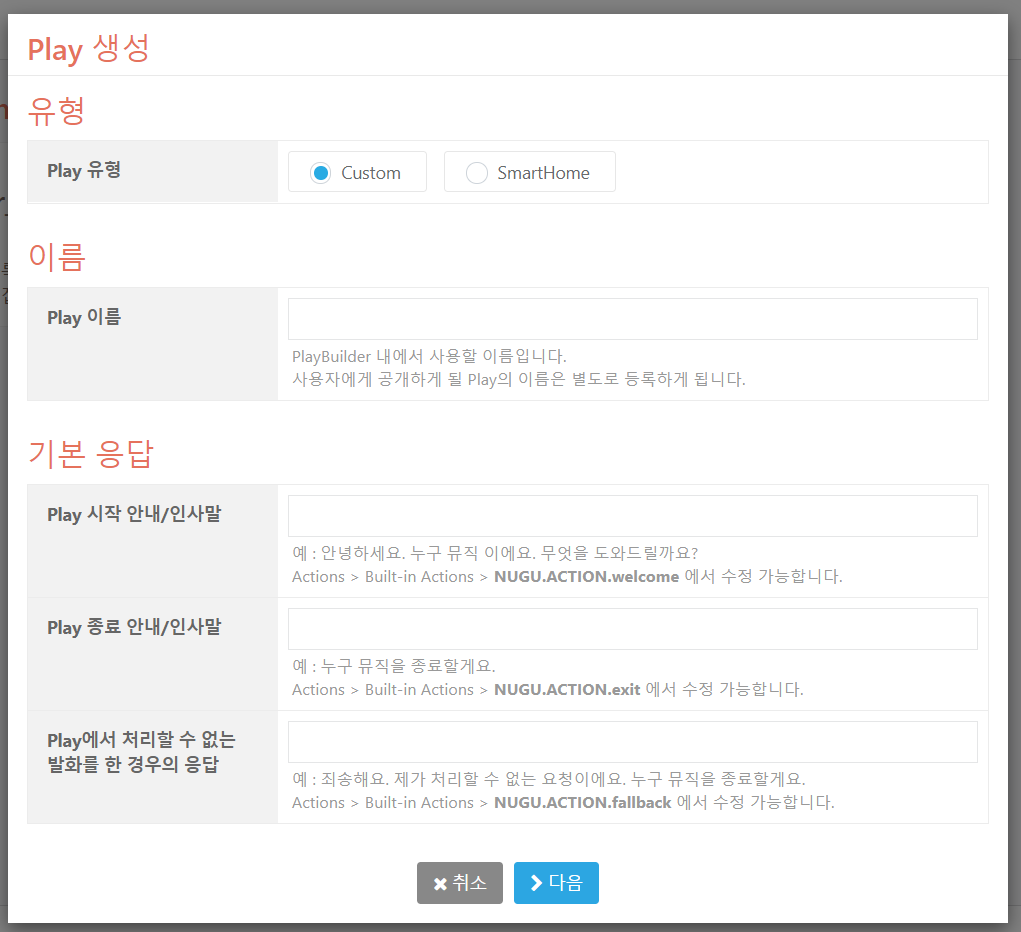 Play 생성
유형
Play 유형
Custom
SmartHome
이름
Play 이름
PlayBuilder 내에서 사용할 이름입니다.
사용자에게 공개하게 될 Play의 이름은 별도로 등록하게 됩니다.
기본 응답
Play 시작 안내/인사말
예 : 안녕하세요. 누구 뮤직 이에요. 무엇을 도와드릴까요?
Actions > Built-in Actions > NUGU.ACTION.welcome 에서 수정 가능합니다.
Play 종료 안내/인사말
예 : 누구 뮤직을 종료할게요.
Actions > Built-in Actions > NUGU.ACTION.exit 에서 수정 가능합니다.
Play에서 처리할 수 없는
발화를 한 경우의 응답
예 : 죄송해요. 제가 처리할 수 없는 요청이에요. 누구 뮤직을 종료할게요.
Actions > Built-in Actions > NUGU.ACTION.fallback 에서 수정 가능합니다.
취소
다음